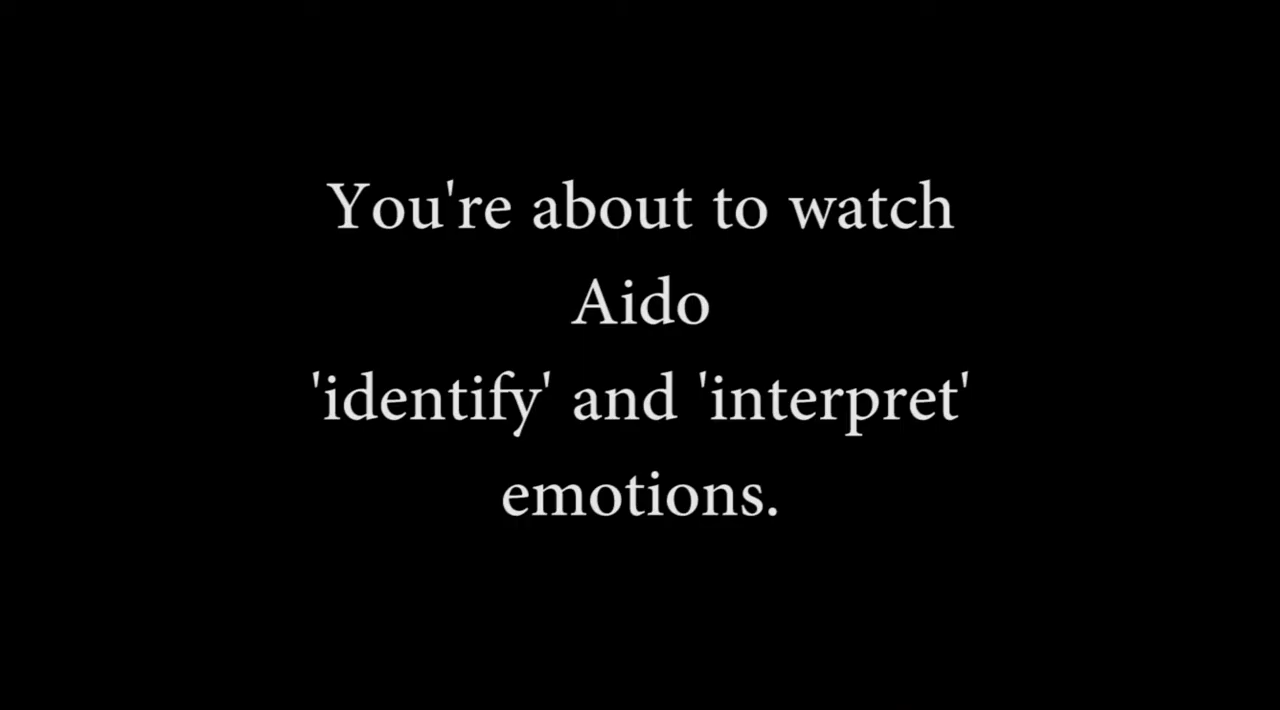 You're about to watch
Aido
'identify' and 'interpret'
emotions.